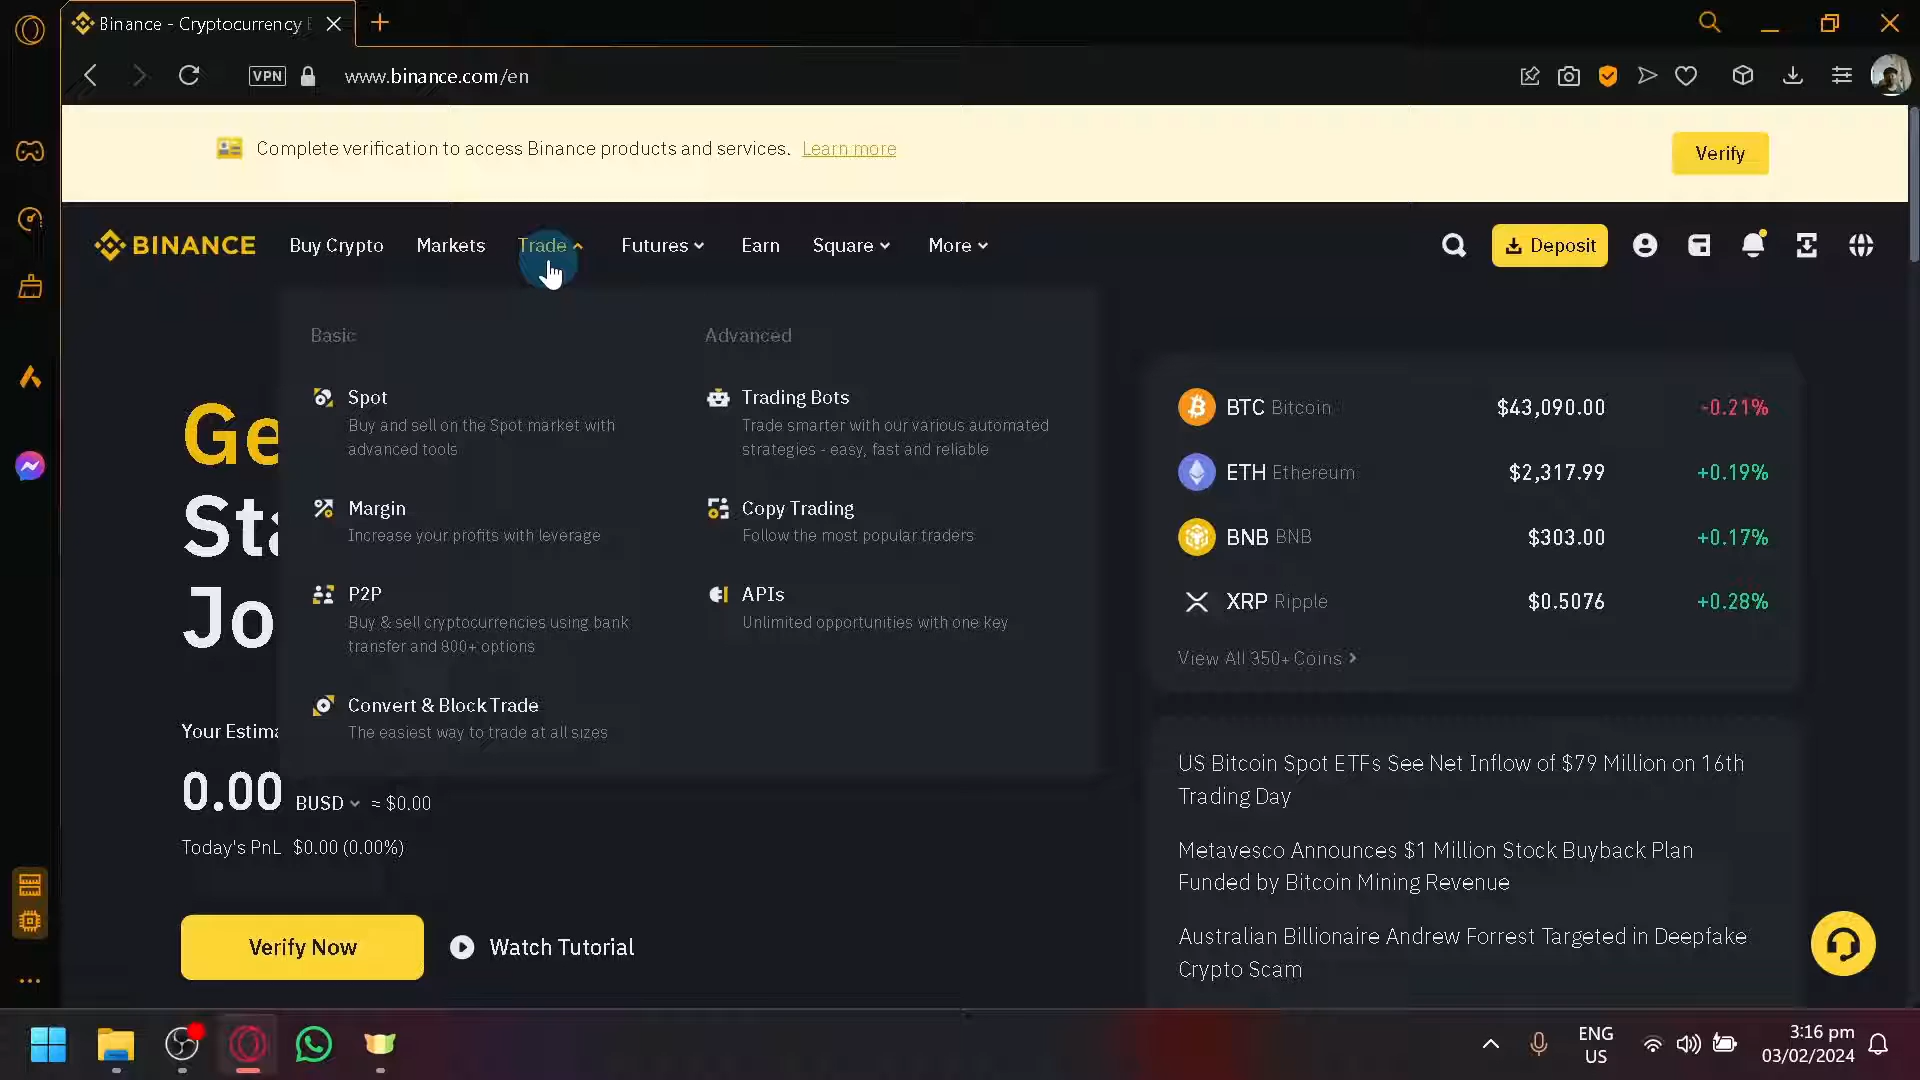 Binance - Cryptocurrency
VPN
www.binance.com/en
Complete verification to access Binance products and services. Learn more
Verify
BINANCE
Buy Crypto
Markets
Trade
Futures
Earn
Square
More
Deposit
Basic
Spot
Buy and sell on the Spot market with
advanced tools
Margin
Increase your profits with leverage
P2P
Buy & sell cryptocurrencies using bank
transfer and 800+ options
Convert & Block Trade
The easiest way to trade at all sizes
Advanced
Trading Bots
Trade smarter with our various automated
strategies - easy, fast and reliable
Copy Trading
Follow the most popular traders
APIs
Unlimited opportunities with one key
Ge
Sta
Jo
Your Estima
0.00 BUSD ≈ $0.00
Today's PnL $0.00 (0.00%)
Verify Now
Watch Tutorial
BTC Bitcoin $43,090.00 -0.21%
ETH Ethereum $2,317.99 +0.19%
BNB BNB $303.00 +0.17%
XRP Ripple $0.5076 +0.28%
View All 350+ Coins
US Bitcoin Spot ETFs See Net Inflow of $79 Million on 16th
Trading Day
Metavesco Announces $1 Million Stock Buyback Plan
Funded by Bitcoin Mining Revenue
Australian Billionaire Andrew Forrest Targeted in Deepfake
Crypto Scam
ENG
US
3:16 pm
03/02/2024